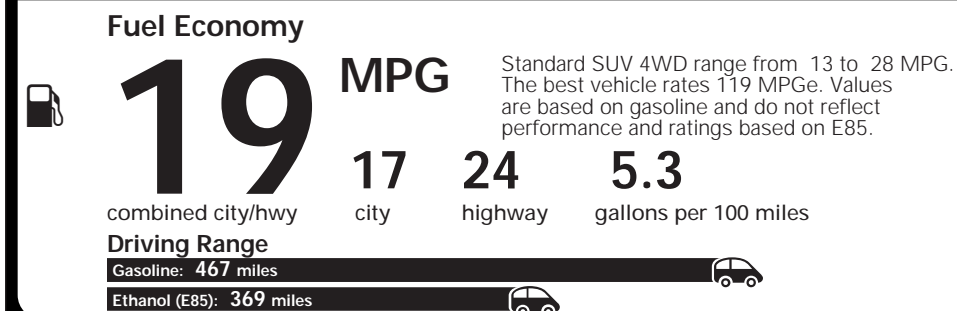 Fuel Economy
19 MPG
Standard SUV 4WD range from 13 to 28 MPG.
The best vehicle rates 119 MPGe. Values
are based on gasoline and do not reflect
performance and ratings based on E85.
17 24 5.3
combined city/hwy city highway gallons per 100 miles
Driving Range
Gasoline: 467 miles
Ethanol (E85): 369 miles